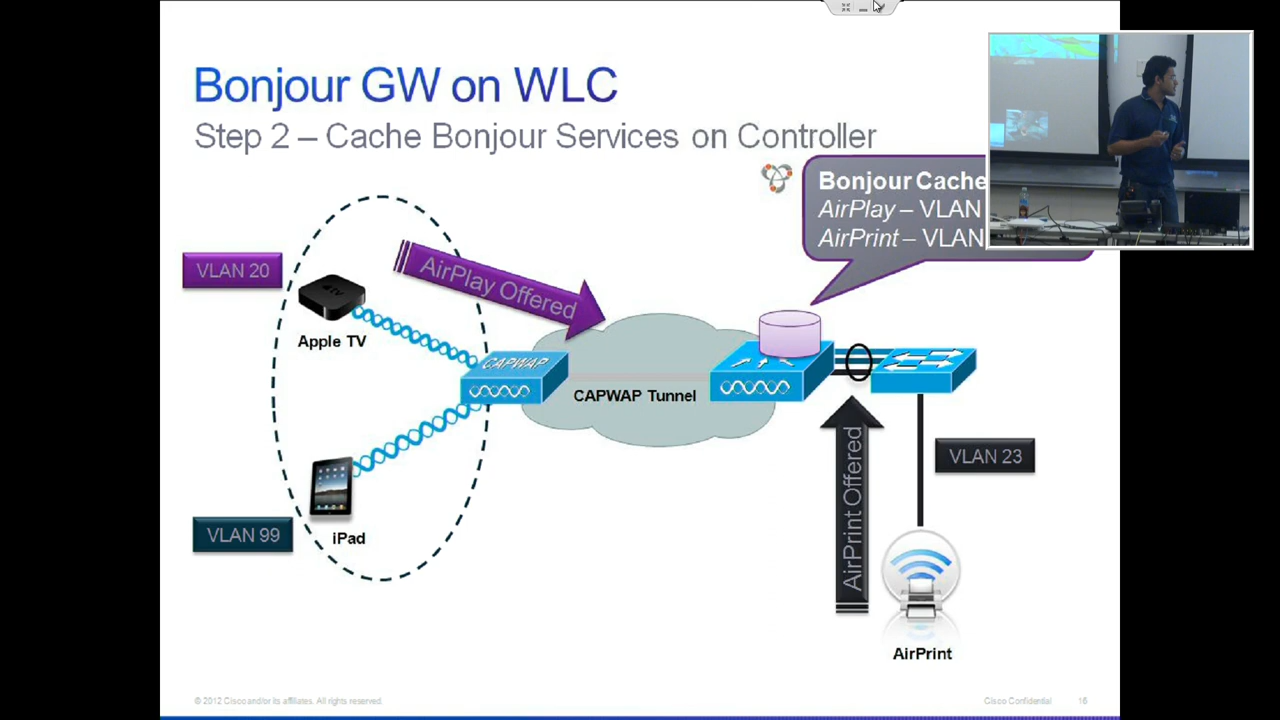 Bonjour GW on WLC
Step 2 – Cache Bonjour Services on Controller
Bonjour Cache
AirPlay – VLAN
AirPrint – VLAN
VLAN 20
AirPlay Offered
tv
Apple TV
CAPWAP
CAPWAP Tunnel
AirPrint Offered
VLAN 23
VLAN 99
iPad
AirPrint
© 2012 Cisco and/or its affiliates. All rights reserved.
Cisco Confidential
16